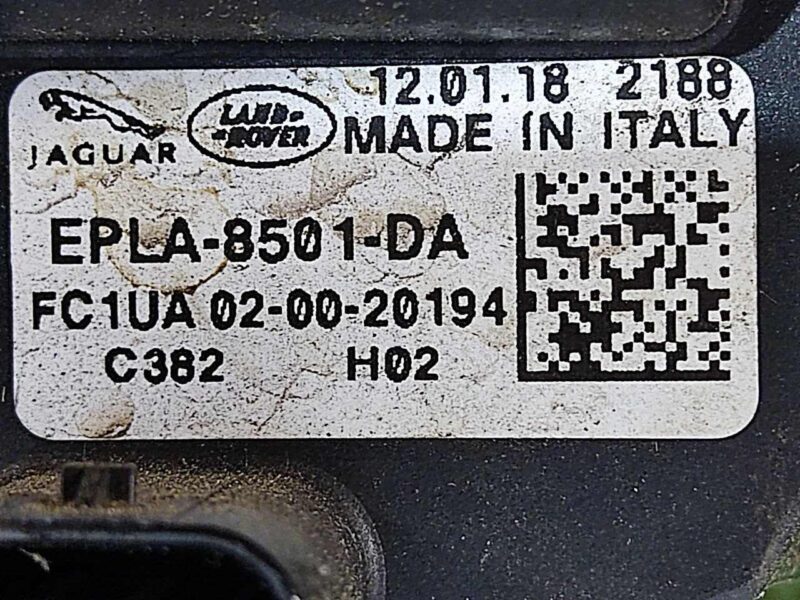 JAGUAR
LAND-
-ROVER
12.01.18 2188
MADE IN ITALY
EPLA-8501-DA
FC1UA 02-00-20194
C382 H02